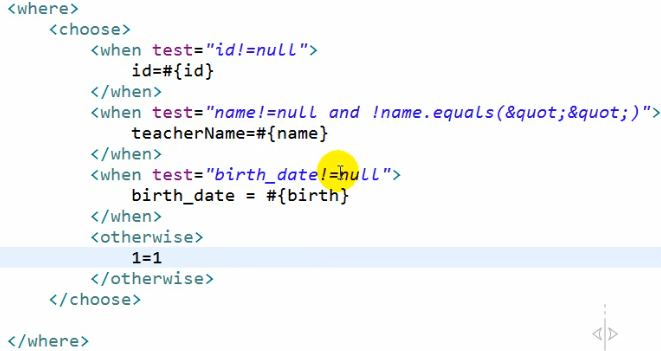 <where>
    <choose>
        <when test="id!=null">
            id=#{id}
        </when>
        <when test="name!=null and !name.equals(&quot;&quot;)">
            teacherName=#{name}
        </when>
        <when test="birth_date!=null">
            birth_date = #{birth}
        </when>
        <otherwise>
            1=1
        </otherwise>
    </choose>
</where>